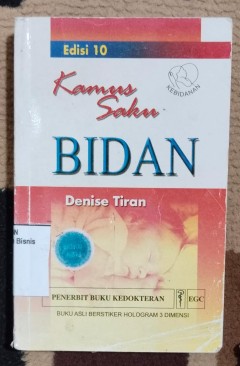 Edisi 10
KEBIDANAN
Kamus
Saku
BIDAN
Denise Tiran
Bisnis
PENERBIT BUKU KEDOKTERAN EGC
BUKU ASLI BERSTIKER HOLOGRAM 3 DIMENSI